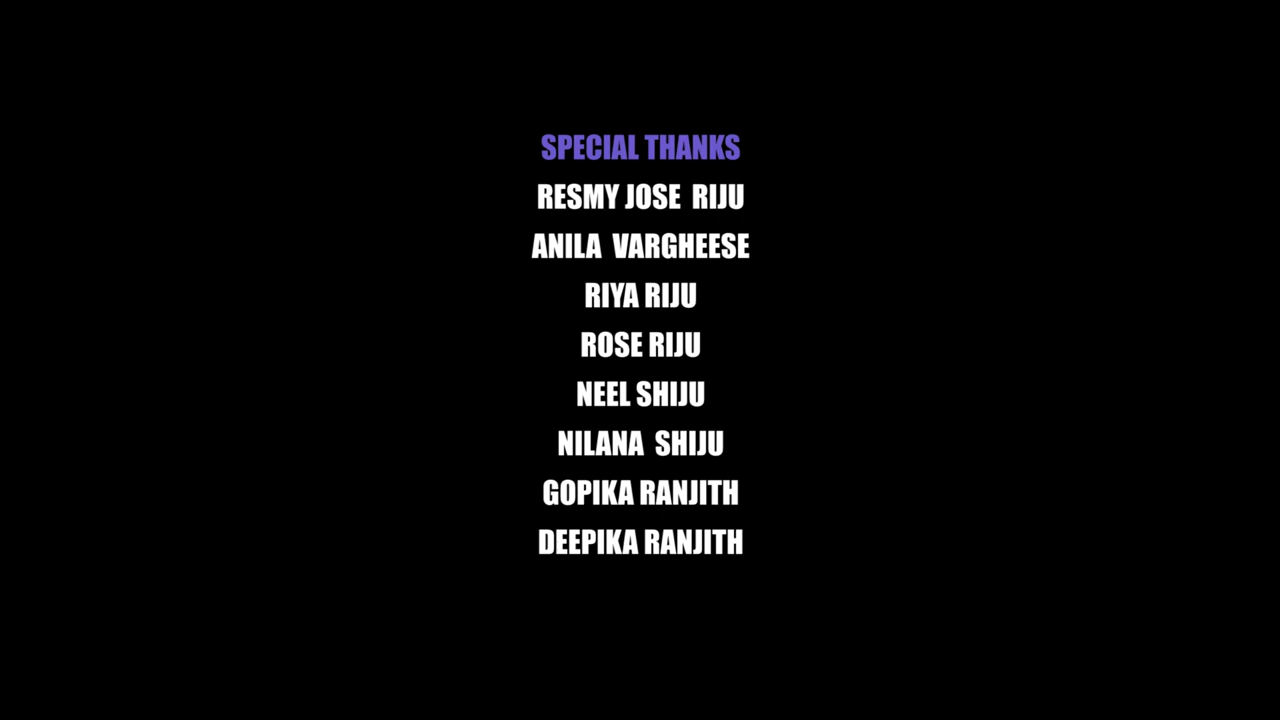 SPECIAL THANKS
RESMY JOSE  RIJU
ANILA  VARGHEESE
RIYA RIJU
ROSE RIJU
NEEL SHIJU
NILANA  SHIJU
GOPIKA RANJITH
DEEPIKA RANJITH